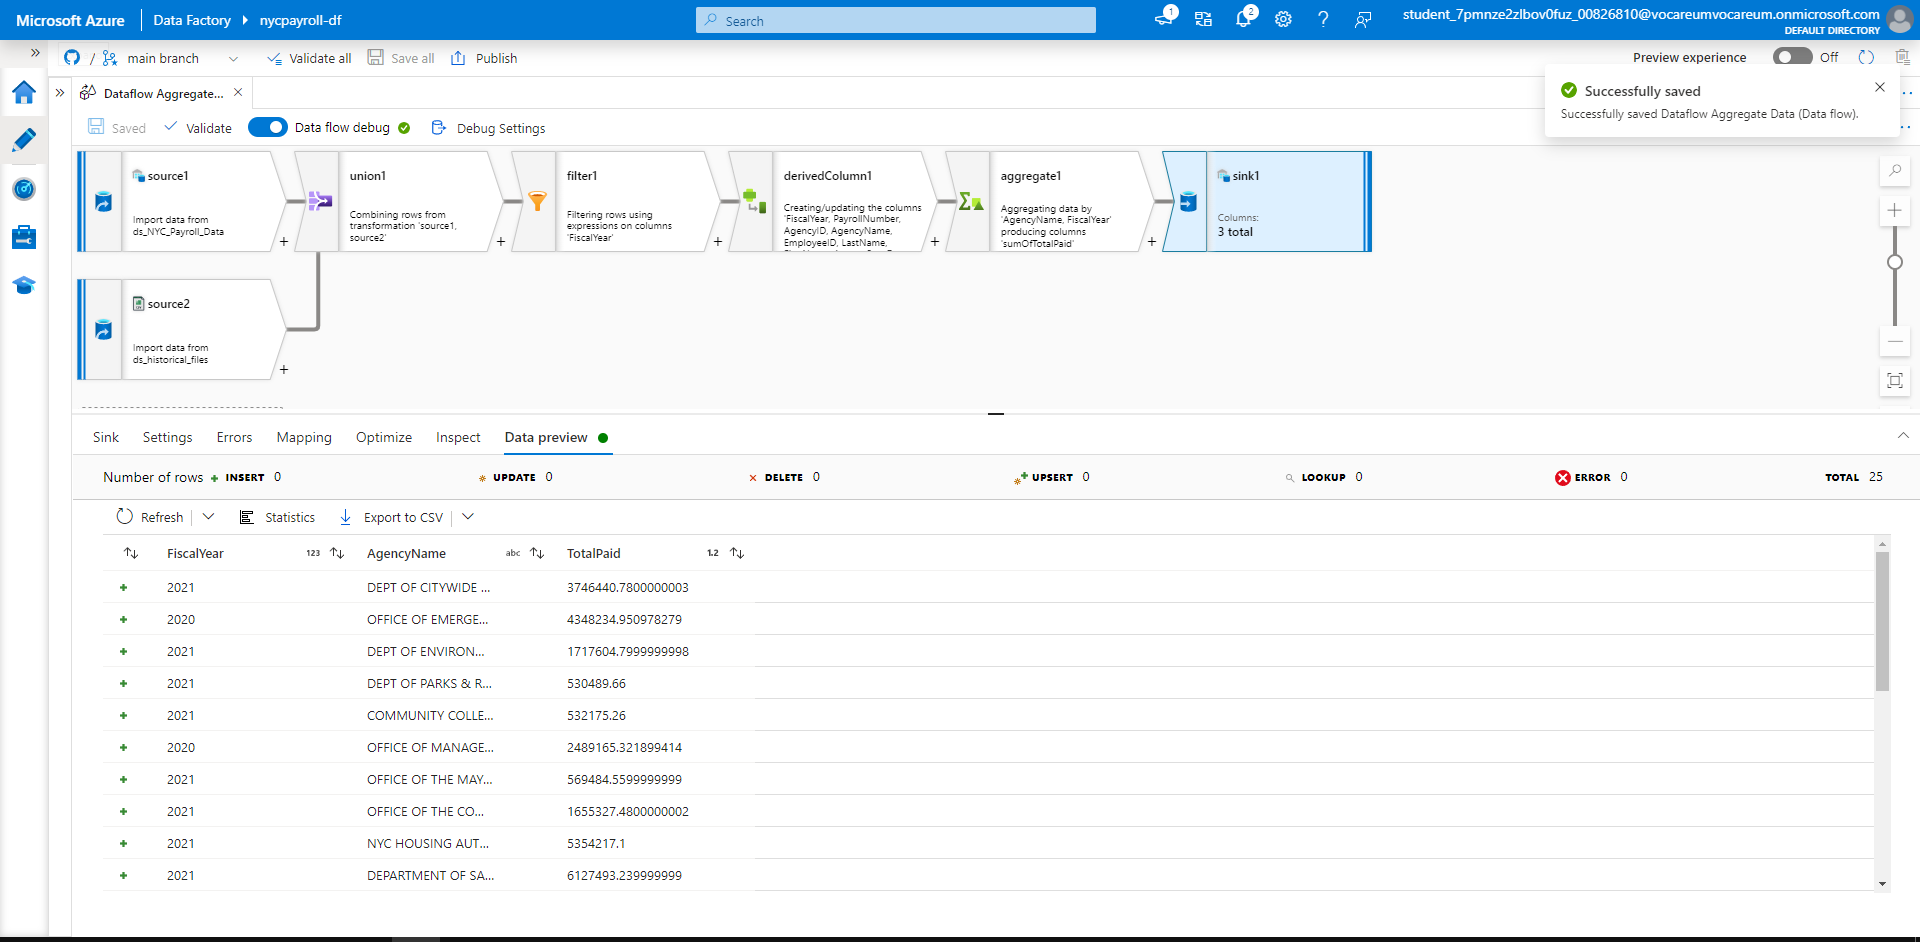 Microsoft Azure
Data Factory
nycpayroll-df
Search
1
2
student_7pmnze2zlbov0fuz_00826810@vocareumvocareum.onmicrosoft.com
DEFAULT DIRECTORY
/ main branch
Validate all
Save all
Publish
Preview experience
Off
Dataflow Aggregate...
Successfully saved
Successfully saved Dataflow Aggregate Data (Data flow).
Saved
Validate
Data flow debug
Debug Settings
source1
Import data from
ds_NYC_Payroll_Data
union1
Combining rows from
transformation 'source1,
source2'
filter1
Filtering rows using
expressions on columns
'FiscalYear'
derivedColumn1
Creating/updating the columns
'FiscalYear, PayrollNumber,
AgencyID, AgencyName,
EmployeeID, LastName,
aggregate1
Aggregating data by
'AgencyName, FiscalYear'
producing columns
'sumOfTotalPaid'
sink1
Columns:
3 total
source2
Import data from
ds_historical_files
Sink
Settings
Errors
Mapping
Optimize
Inspect
Data preview
Number of rows
INSERT 0
UPDATE 0
DELETE 0
UPSERT 0
LOOKUP 0
ERROR 0
TOTAL 25
Refresh
Statistics
Export to CSV
FiscalYear 123 AgencyName abc TotalPaid 1.2
2021 DEPT OF CITYWIDE ... 3746440.7800000003
2020 OFFICE OF EMERGE... 4348234.950978279
2021 DEPT OF ENVIRON... 1717604.7999999998
2021 DEPT OF PARKS & R... 530489.66
2021 COMMUNITY COLLE... 532175.26
2020 OFFICE OF MANAGE... 2489165.321899414
2021 OFFICE OF THE MAY... 569484.5599999999
2021 OFFICE OF THE CO... 1655327.4800000002
2021 NYC HOUSING AUT... 5354217.1
2021 DEPARTMENT OF SA... 6127493.239999999